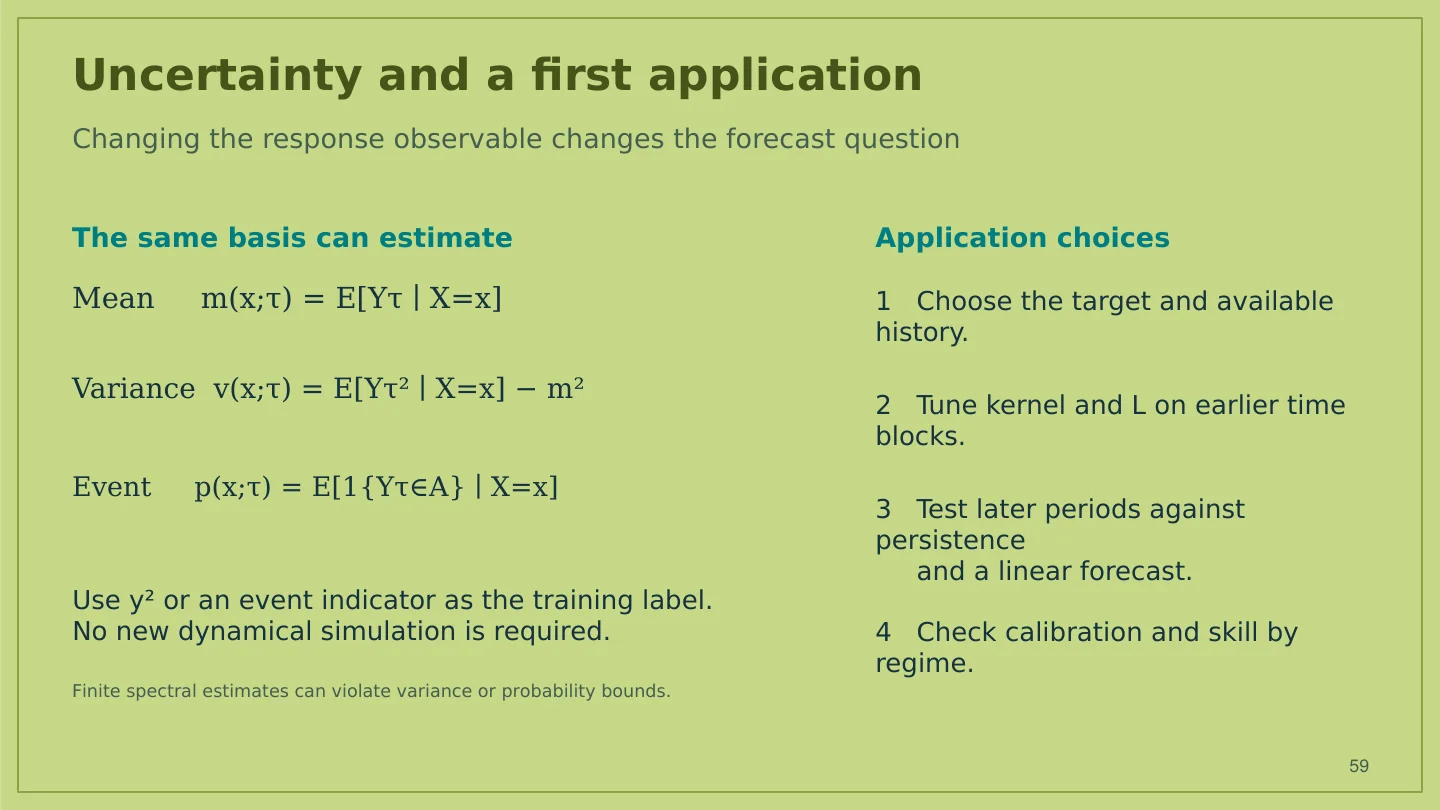 Uncertainty and a first application
Changing the response observable changes the forecast question
The same basis can estimate
Mean m(x;τ) = E[Yτ | X=x]
Variance v(x;τ) = E[Yτ² | X=x] − m²
Event p(x;τ) = E[1{Yτ∈A} | X=x]
Use y² or an event indicator as the training label.
No new dynamical simulation is required.
Finite spectral estimates can violate variance or probability bounds.
Application choices
1 Choose the target and available
history.
2 Tune kernel and L on earlier time
blocks.
3 Test later periods against
persistence
and a linear forecast.
4 Check calibration and skill by
regime.
59